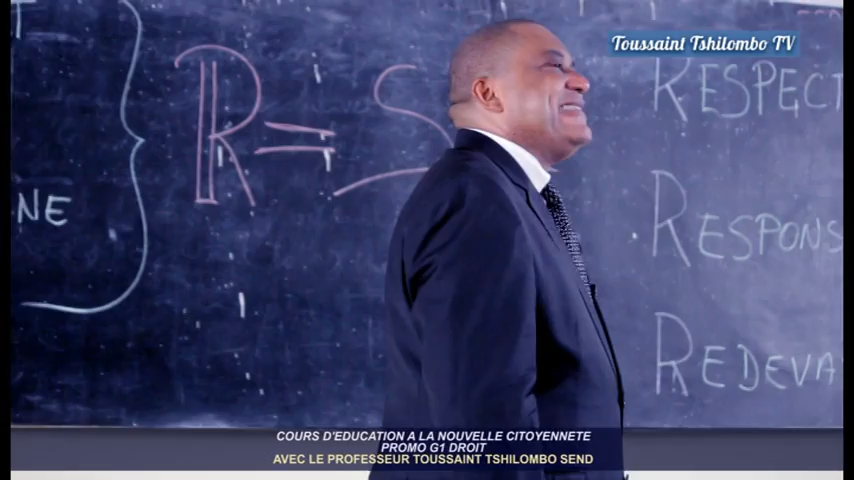 Toussaint Tshilombo TV
NE
R = S
RESPECT
RESPONS
REDEVA
COURS D'EDUCATION A LA NOUVELLE CITOYENNETE
PROMO G1 DROIT
AVEC LE PROFESSEUR TOUSSAINT TSHILOMBO SEND